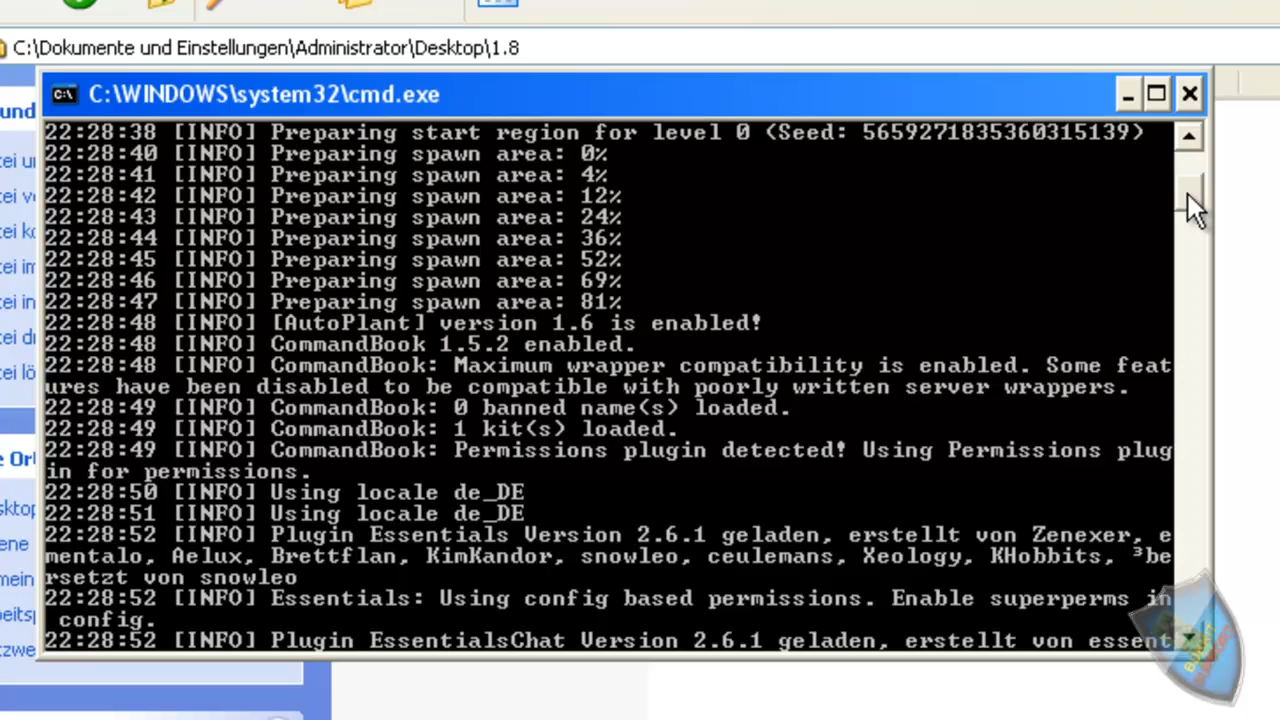 C:\Dokumente und Einstellungen\Administrator\Desktop\1.8
C:\WINDOWS\system32\cmd.exe
22:28:38 [INFO] Preparing start region for level 0 (Seed: 5659271835360315139)
22:28:40 [INFO] Preparing spawn area: 0%
22:28:41 [INFO] Preparing spawn area: 4%
22:28:42 [INFO] Preparing spawn area: 12%
22:28:43 [INFO] Preparing spawn area: 24%
22:28:44 [INFO] Preparing spawn area: 36%
22:28:45 [INFO] Preparing spawn area: 52%
22:28:46 [INFO] Preparing spawn area: 69%
22:28:47 [INFO] Preparing spawn area: 81%
22:28:48 [INFO] [AutoPlant] version 1.6 is enabled!
22:28:48 [INFO] CommandBook 1.5.2 enabled.
22:28:48 [INFO] CommandBook: Maximum wrapper compatibility is enabled. Some feat
ures have been disabled to be compatible with poorly written server wrappers.
22:28:49 [INFO] CommandBook: 0 banned name(s) loaded.
22:28:49 [INFO] CommandBook: 1 kit(s) loaded.
22:28:49 [INFO] CommandBook: Permissions plugin detected! Using Permissions plug
in for permissions.
22:28:50 [INFO] Using locale de_DE
22:28:51 [INFO] Using locale de_DE
22:28:52 [INFO] Plugin Essentials Version 2.6.1 geladen, erstellt von Zenexer, e
mentalo, Aelux, Brettflan, KimKandor, snowleo, ceulemans, Xeology, KHobbits, ³be
rsetzt von snowleo
22:28:52 [INFO] Essentials: Using config based permissions. Enable superperms in
config.
22:28:52 [INFO] Plugin EssentialsChat Version 2.6.1 geladen, erstellt von essent